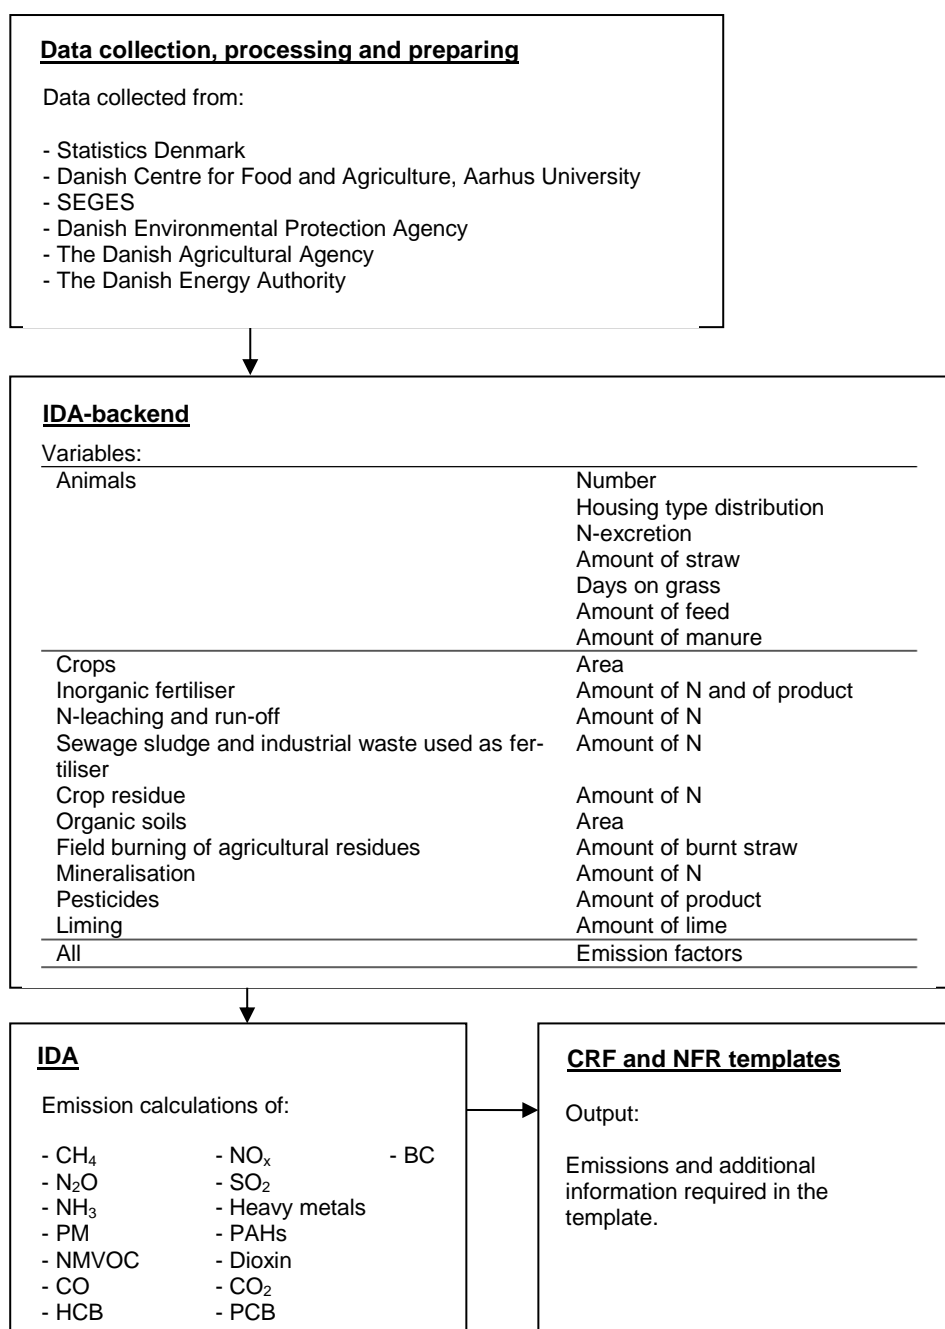 Data collection, processing and preparing
Data collected from:
- Statistics Denmark
- Danish Centre for Food and Agriculture, Aarhus University
- SEGES
- Danish Environmental Protection Agency
- The Danish Agricultural Agency
- The Danish Energy Authority
IDA-backend
Variables:
Animals Number
Housing type distribution
N-excretion
Amount of straw
Days on grass
Amount of feed
Amount of manure
Crops Area
Inorganic fertiliser Amount of N and of product
N-leaching and run-off Amount of N
Sewage sludge and industrial waste used as fer- Amount of N
tiliser
Crop residue Amount of N
Organic soils Area
Field burning of agricultural residues Amount of burnt straw
Mineralisation Amount of N
Pesticides Amount of product
Liming Amount of lime
All Emission factors
IDA
Emission calculations of:
- CH₄ - NOₓ - BC
- N₂O - SO₂
- NH₃ - Heavy metals
- PM - PAHs
- NMVOC - Dioxin
- CO - CO₂
- HCB - PCB
CRF and NFR templates
Output:
Emissions and additional
information required in the
template.